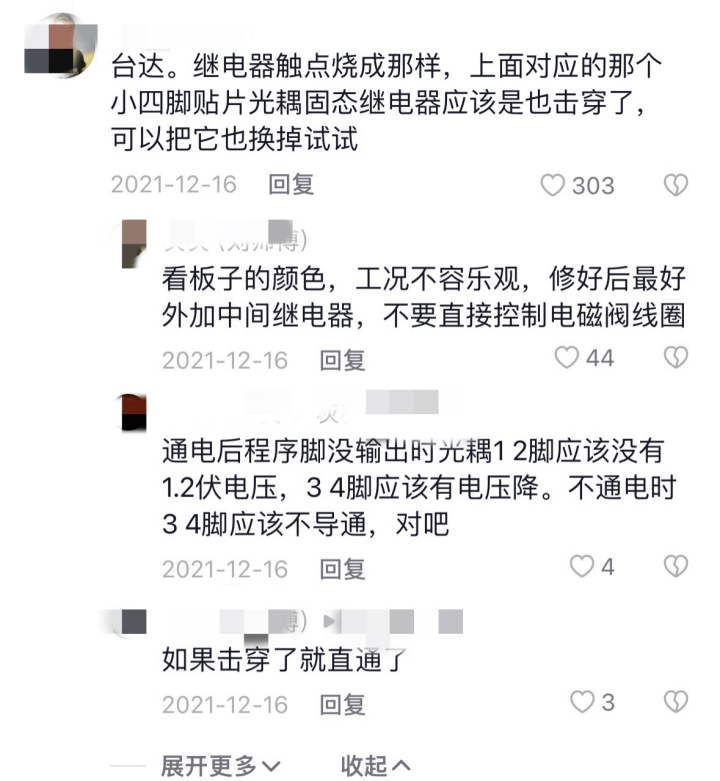 台达。继电器触点烧成那样，上面对应的那个
小四脚贴片光耦固态继电器应该是也击穿了，
可以把它也换掉试试
2021-12-16 回复 303
看板子的颜色，工况不容乐观，修好后最好
外加中间继电器，不要直接控制电磁阀线圈
2021-12-16 回复 44
通电后程序脚没输出时光耦1 2脚应该没有
1.2伏电压，3 4脚应该有电压降。不通电时
3 4脚应该不导通，对吧
2021-12-16 回复 4
如果击穿了就直通了
2021-12-16 回复 3
展开更多 收起